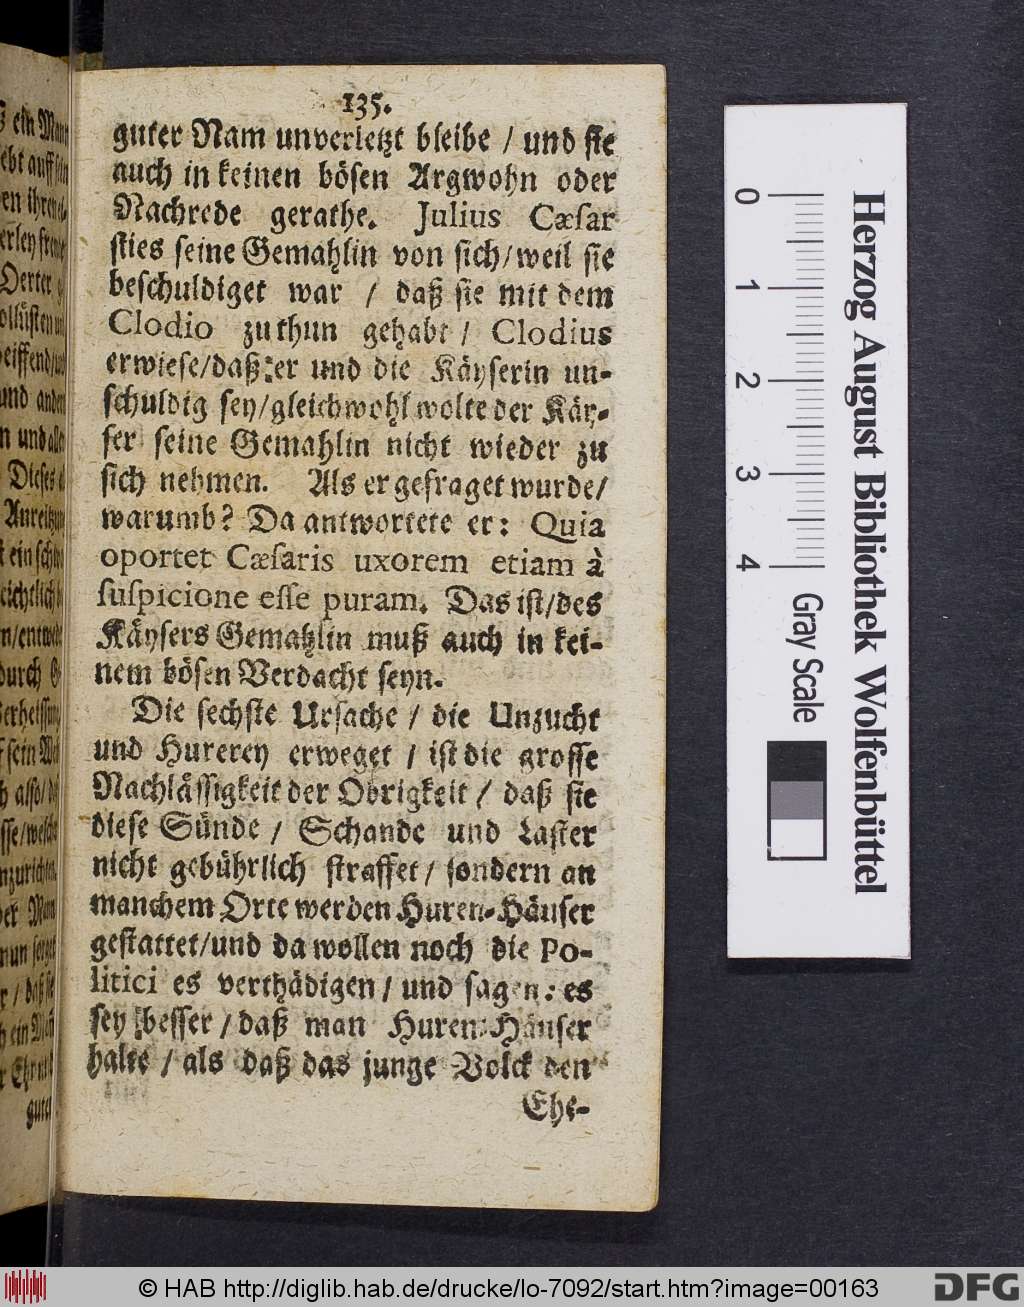 135.
guter Nam unverletzt bleibe / und sie
auch in keinen bösen Argwohn oder
Nachrede gerathe. Julius Cæſar
sties seine Gemahlin von sich/weil sie
beschuldiget war / daß sie mit dem
Clodio zuthun gehabt / Clodius
erwiese/daß er und die Käyserin un-
schuldig sey/gleichwohl wolte der Käy-
ser seine Gemahlin nicht wieder zu
sich nehmen. Als er gefraget wurde/
warumb? Da antwortete er: Quia
oportet Cæſaris uxorem etiam à
ſuſpicione eſſe puram. Das ist/des
Käysers Gemahlin muß auch in kei-
nem bösen Verdacht seyn.
Die sechste Ursache / die Unzucht
und Hurerey erweget / ist die grosse
Nachlässigkeit der Obrigkeit / daß sie
diese Sünde / Schande und Laster
nicht gebührlich straffet / sondern an
manchem Orte werden Huren-Häuser
gestattet/und da wollen noch die Po-
litici es verthädigen / und sagen: es
sey besser / daß man Huren-Häuser
halte / als daß das junge Volck den
Ehe-
0 1 2 3 4
Gray Scale
Herzog August Bibliothek Wolfenbüttel
© HAB http://diglib.hab.de/drucke/lo-7092/start.htm?image=00163
DFG